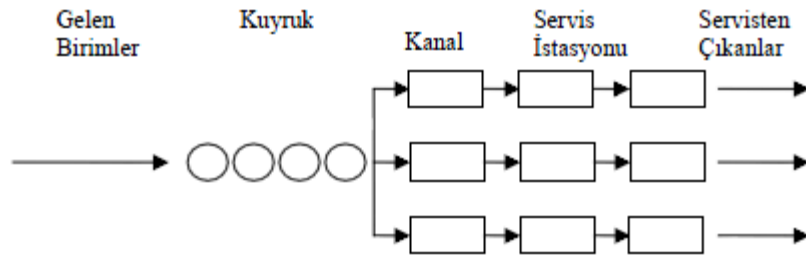 Gelen
Birimler
Kuyruk
Kanal
Servis
İstasyonu
Servisten
Çıkanlar